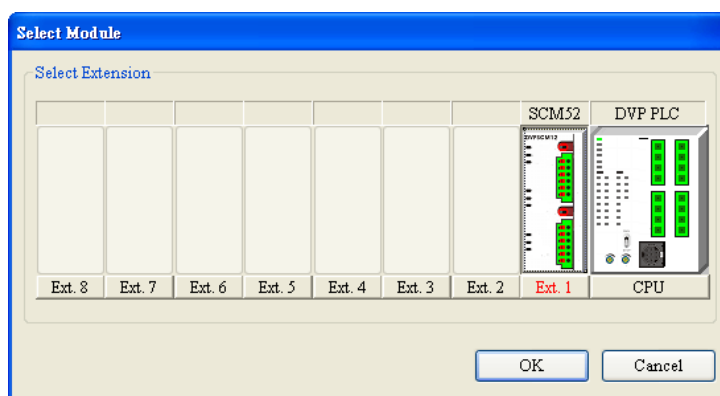 Select Module
Select Extension
SCM52 DVP PLC
DVPSCM12
Ext. 8 Ext. 7 Ext. 6 Ext. 5 Ext. 4 Ext. 3 Ext. 2 Ext. 1 CPU
OK Cancel